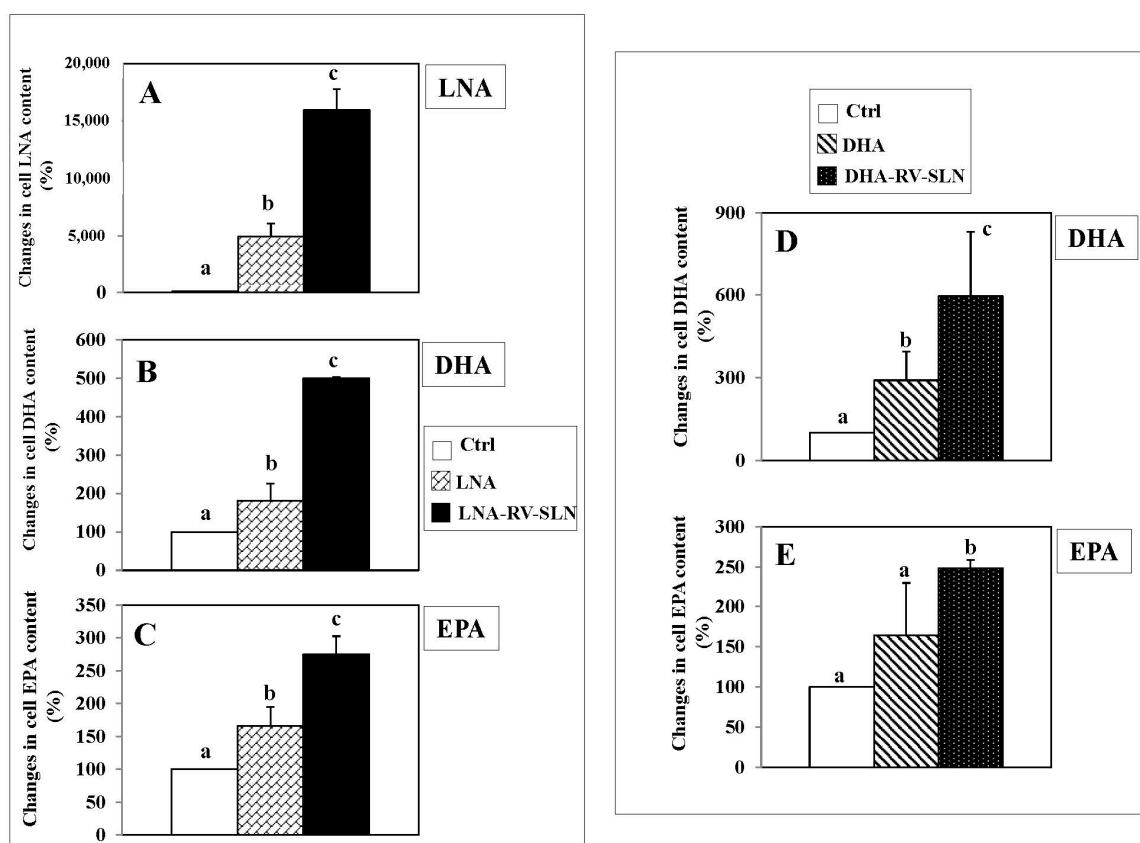 A
LNA
Changes in cell LNA content
(%)
20,000
15,000
10,000
5,000
0
a
b
c
B
DHA
Changes in cell DHA content
(%)
600
500
400
300
200
100
0
a
b
c
Ctrl
LNA
LNA-RV-SLN
C
EPA
Changes in cell EPA content
(%)
350
300
250
200
150
100
50
0
a
b
c
Ctrl
DHA
DHA-RV-SLN
D
DHA
Changes in cell DHA content
(%)
900
600
300
0
a
b
c
E
EPA
Changes in cell EPA content
(%)
300
250
200
150
100
50
0
a
a
b